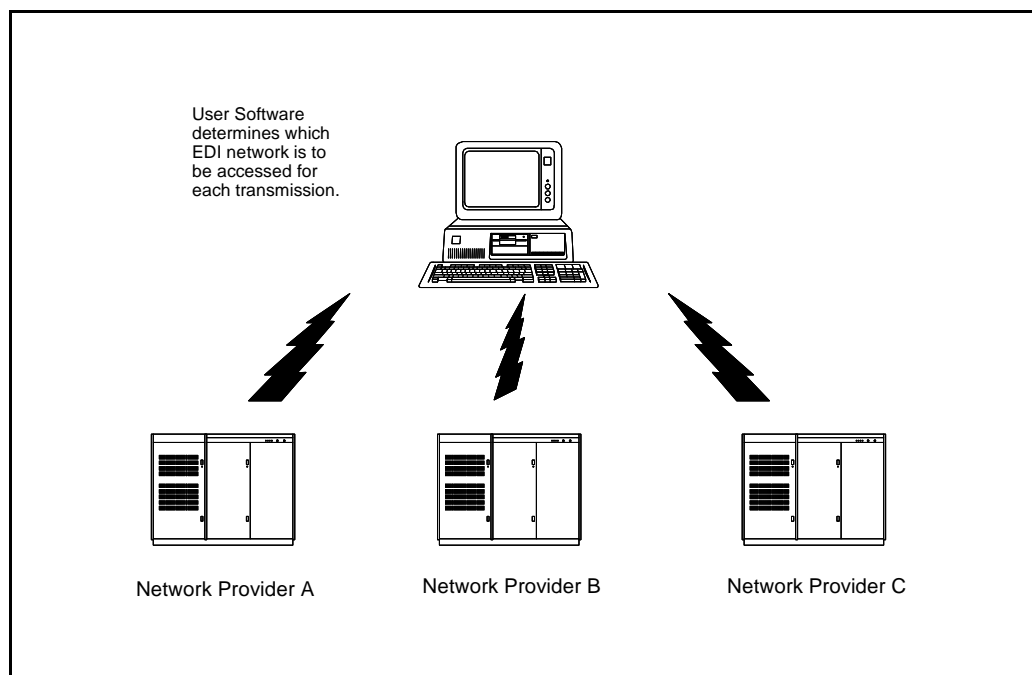 User Software
determines which
EDI network is to
be accessed for
each transmission.
Network Provider A
Network Provider B
Network Provider C